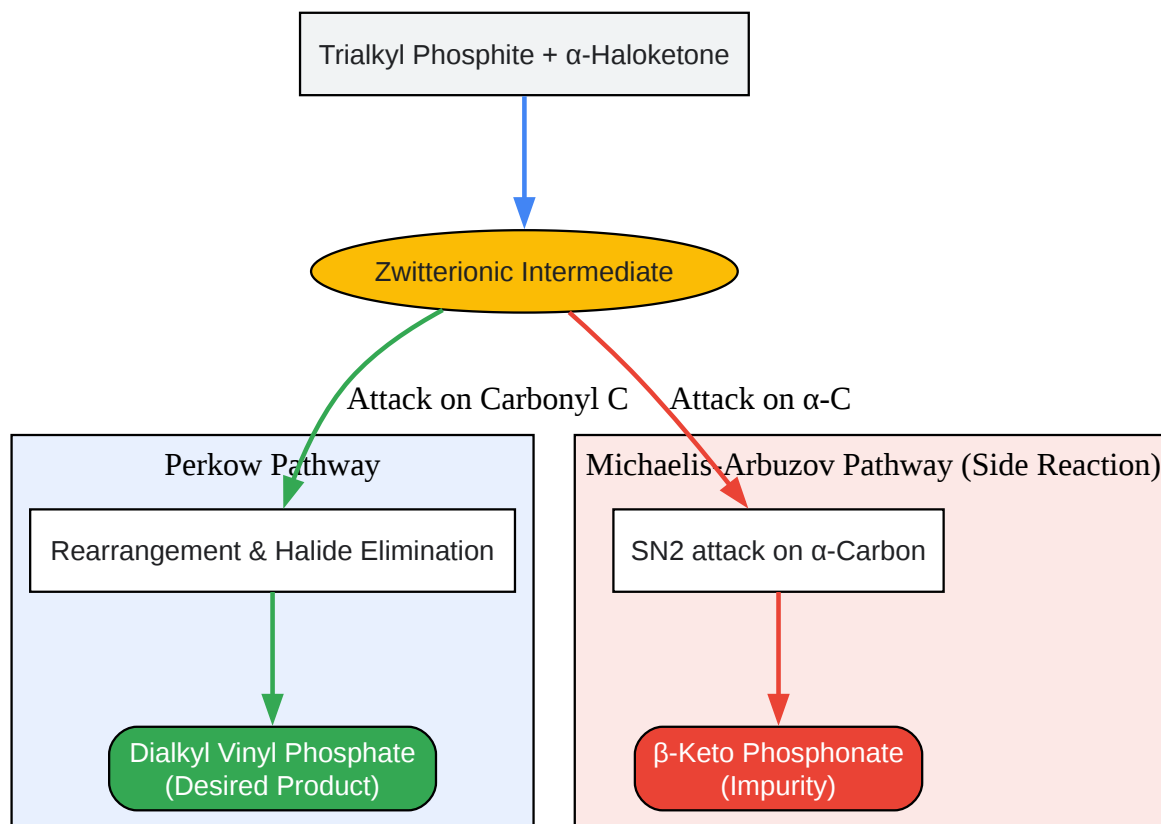 Trialkyl Phosphite + α-Haloketone
Zwitterionic Intermediate
Attack on Carbonyl C
Attack on α-C
Perkow Pathway
Rearrangement & Halide Elimination
Dialkyl Vinyl Phosphate
(Desired Product)
Michaelis-Arbuzov Pathway (Side Reaction)
SN2 attack on α-Carbon
β-Keto Phosphonate
(Impurity)